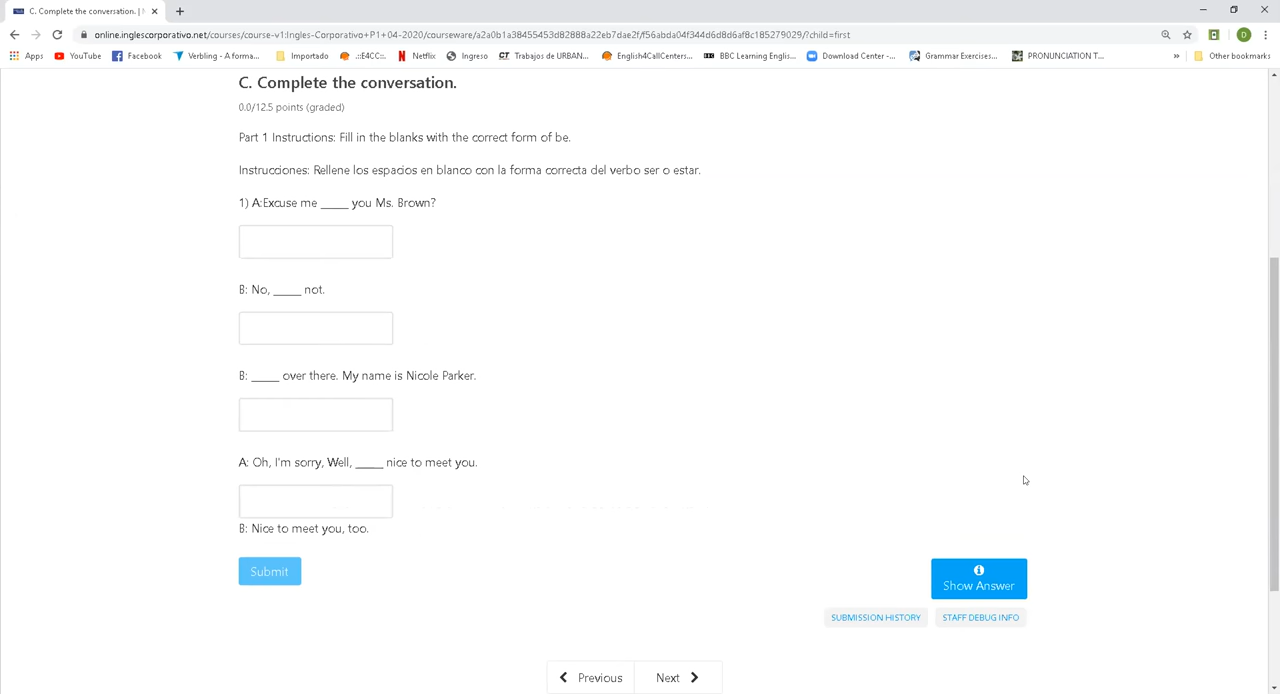 C. Complete the conversation. |
online.inglescorporativo.net/courses/course-v1:Ingles-Corporativo+P1+04-2020/courseware/a2a0b1a38455453d82888a22eb7dae2f/f56abda04f344d6d8d6af8c185279029/?child=first
D
Apps YouTube Facebook Verbling - A forma... Importado .::E4CC::. Netflix Ingreso CT Trabajos de URBAN... English4CallCenters... BBC Learning Englis... Download Center -... Grammar Exercises... PRONUNCIATION T... » Other bookmarks
C. Complete the conversation.
0.0/12.5 points (graded)
Part 1 Instructions: Fill in the blanks with the correct form of be.
Instrucciones: Rellene los espacios en blanco con la forma correcta del verbo ser o estar.
1) A:Excuse me _____ you Ms. Brown?
B: No, _____ not.
B: _____ over there. My name is Nicole Parker.
A: Oh, I'm sorry, Well, _____ nice to meet you.
B: Nice to meet you, too.
Submit
Show Answer
SUBMISSION HISTORY STAFF DEBUG INFO
Previous Next